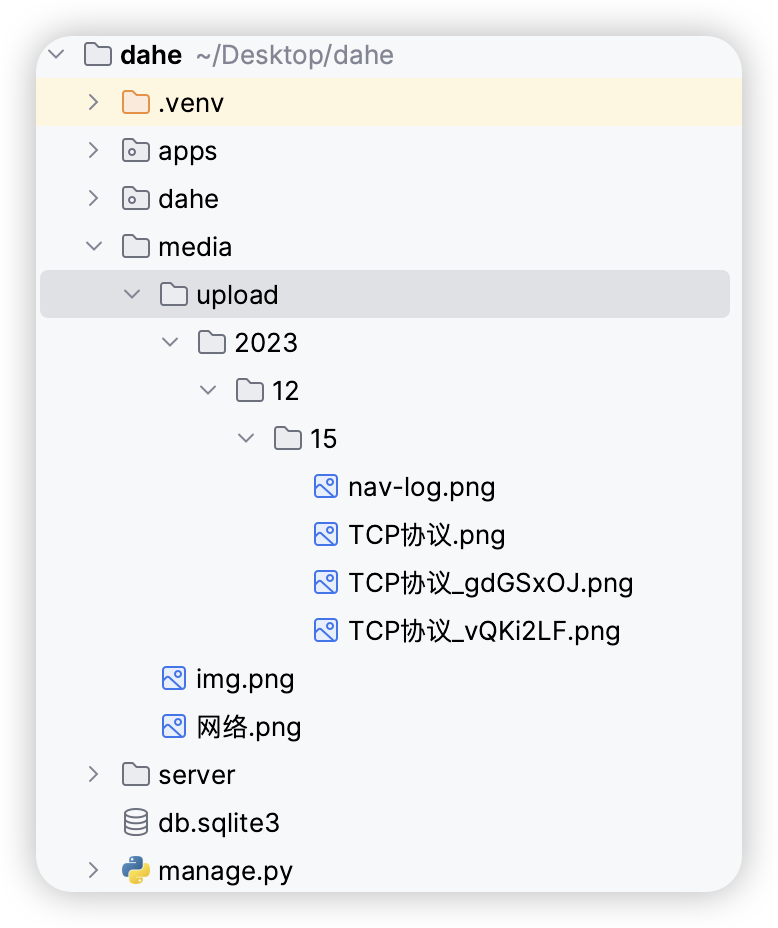 dahe ~/Desktop/dahe
.venv
apps
dahe
media
upload
2023
12
15
nav-log.png
TCP协议.png
TCP协议_gdGSxOJ.png
TCP协议_vQKi2LF.png
img.png
网络.png
server
db.sqlite3
manage.py